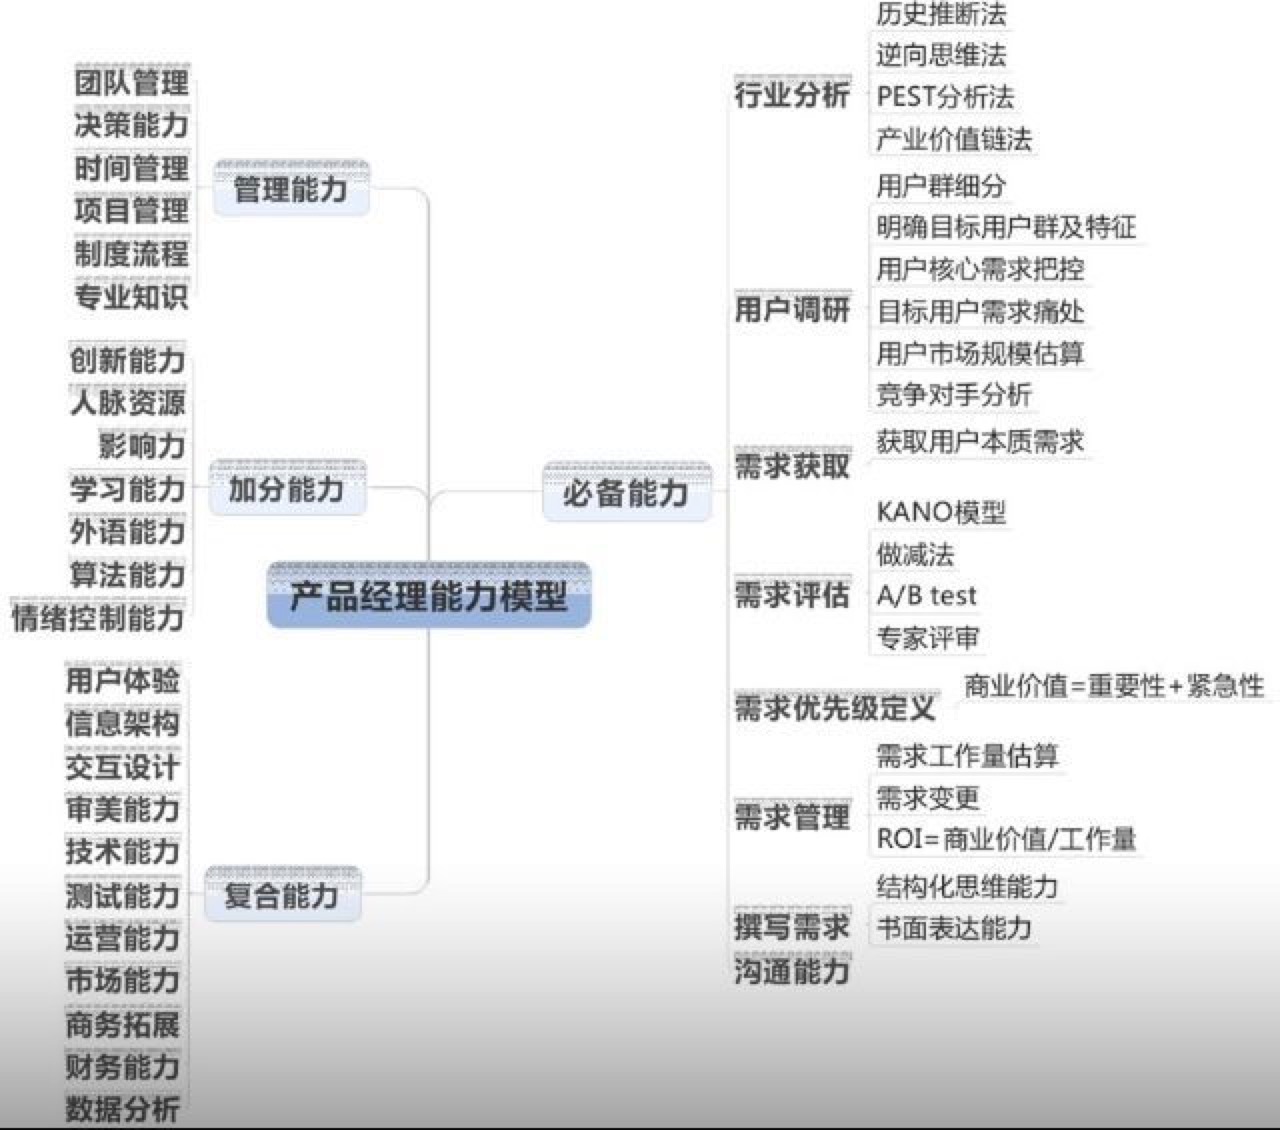 产品经理能力模型
管理能力
团队管理
决策能力
时间管理
项目管理
制度流程
专业知识
加分能力
创新能力
人脉资源
影响力
学习能力
外语能力
算法能力
情绪控制能力
复合能力
用户体验
信息架构
交互设计
审美能力
技术能力
测试能力
运营能力
市场能力
商务拓展
财务能力
数据分析
必备能力
行业分析
历史推断法
逆向思维法
PEST分析法
产业价值链法
用户调研
用户群细分
明确目标用户群及特征
用户核心需求把控
目标用户需求痛处
用户市场规模估算
竞争对手分析
需求获取
获取用户本质需求
需求评估
KANO模型
做减法
A/B test
专家评审
需求优先级定义
商业价值=重要性+紧急性
需求管理
需求工作量估算
需求变更
ROI=商业价值/工作量
撰写需求
结构化思维能力
书面表达能力
沟通能力